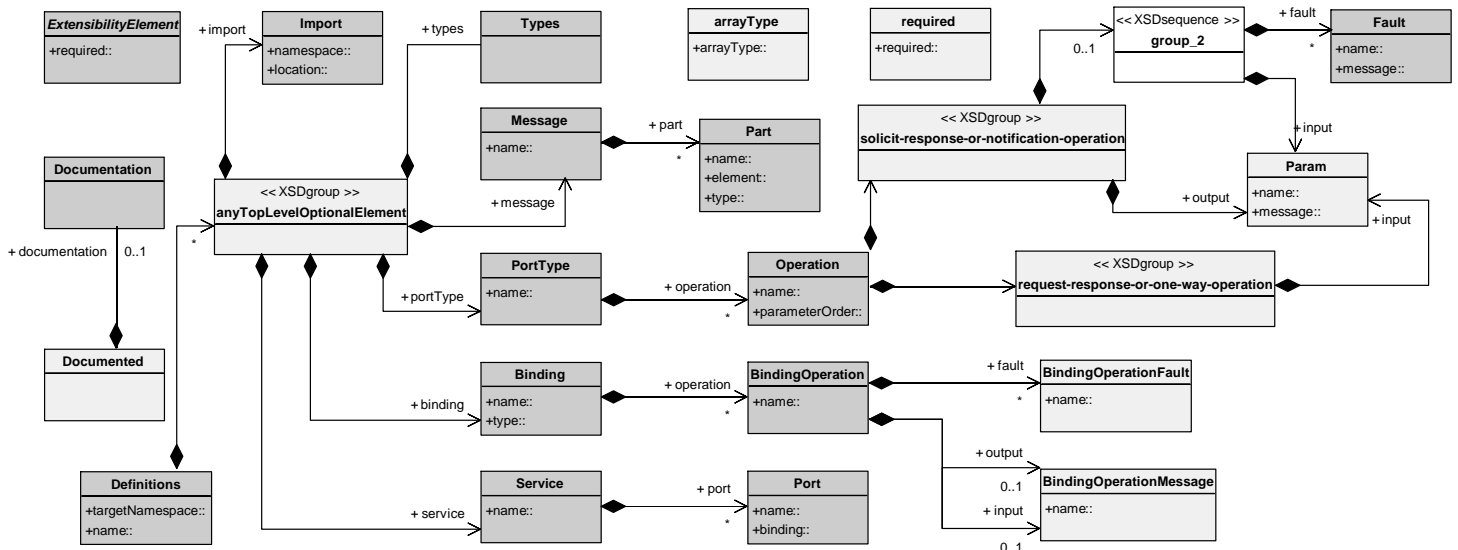 ExtensibilityElement
+required::
+ import
Import
+namespace::
+location::
+ types
Types
arrayType
+arrayType::
required
+required::
<< XSDsequence >>
group_2
0..1
+ fault
*
Fault
+name::
+message::
Message
+name::
+ part
*
Part
+name::
+element::
+type::
<< XSDgroup >>
solicit-response-or-notification-operation
+input
Param
+name::
+message::
+ output
+ input
Documentation
+ documentation
0..1
<< XSDgroup >>
anyTopLevelOptionalElement
*
+ message
PortType
+name::
+portType
+ operation
*
Operation
+name::
+parameterOrder::
<< XSDgroup >>
request-response-or-one-way-operation
Documented
Binding
+name::
+type::
+ binding
+ operation
*
BindingOperation
+name::
+ fault
*
BindingOperationFault
+name::
Definitions
+targetNamespace::
+name::
Service
+name::
+ service
+ port
*
Port
+name::
+binding::
+ output
0..1
+ input
0..1
BindingOperationMessage
+name::